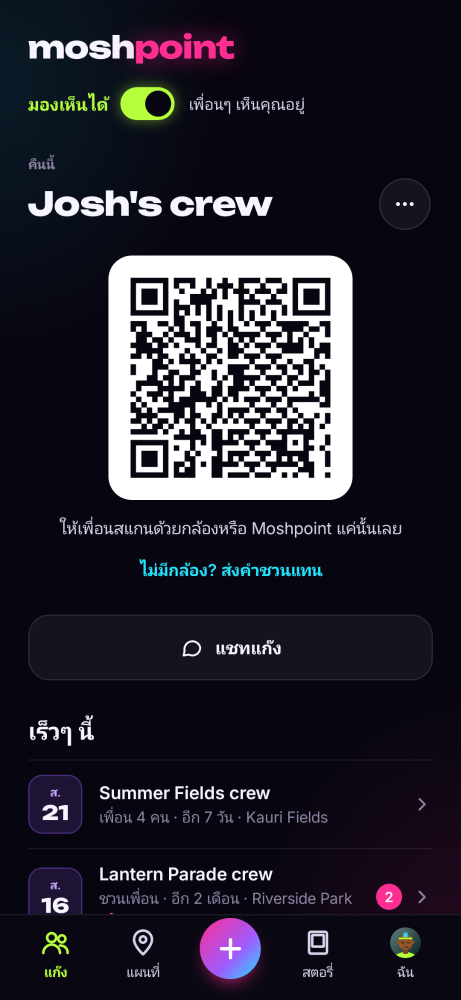 moshpoint
มองเห็นได้ เพื่อนๆ เห็นคุณอยู่
คืนนี้
Josh's crew
ให้เพื่อนสแกนด้วยกล้องหรือ Moshpoint แค่นั้นเลย
ไม่มีกล้อง? ส่งคำชวนแทน
แชทแก๊ง
เร็วๆ นี้
ส.
21
Summer Fields crew
เพื่อน 4 คน · อีก 7 วัน · Kauri Fields
ส.
16
Lantern Parade crew
ชวนเพื่อน · อีก 2 เดือน · Riverside Park
2
แก๊ง
แผนที่
สตอรี่
ฉัน